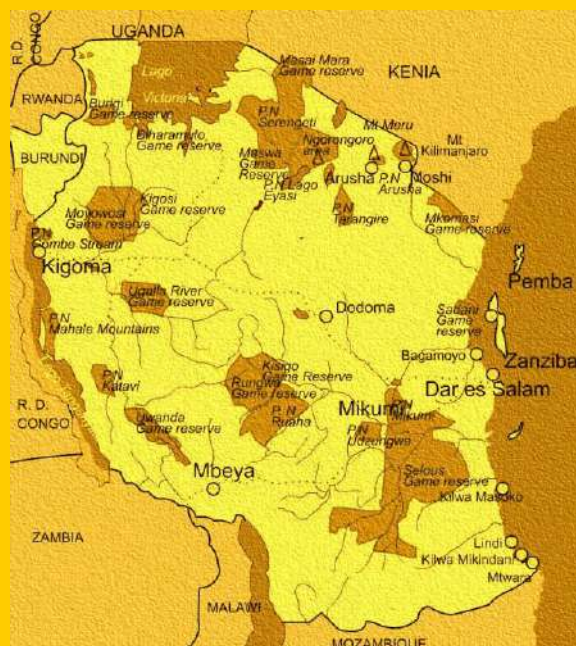 UGANDA
R.D.
CONGO
KENIA
Masai Mara
Game reserve
Lago
Victoria
RWANDA
Burigi
Game reserve
P.N
Serengeti
Mt Meru
Ngorongoro
area
Mt
Kilimanjaro
Biharamulo
Game reserve
BURUNDI
Maswa
Game
Reserve
Arusha
P.N
Arusha
Moshi
P.N Lago
Eyasi
Kigosi
Game reserve
Moyowosi
Game reserve
P.N
Tarangire
Mkomasi
Game reserve
P.N
Gombe Stream
Kigoma
Pemba
Ugalla River
Game reserve
Dodoma
Sadani
Game
reserve
P.N
Mahale Mountains
Bagamoyo
Zanziba
Kisigo
Game Reserve
P.N
Katavi
Rungwa
Game reserve
Dar es Salam
Mikumi
P.N
Mikumi
R. D.
CONGO
Uwanda
Game reserve
P. N
Ruaha
P.N
Udzungwa
Mbeya
Selous
Game reserve
Kilwa Masoko
ZAMBIA
Lindi
Kilwa Mikindani
Mtwara
MALAWI
MOZAMBIQUE